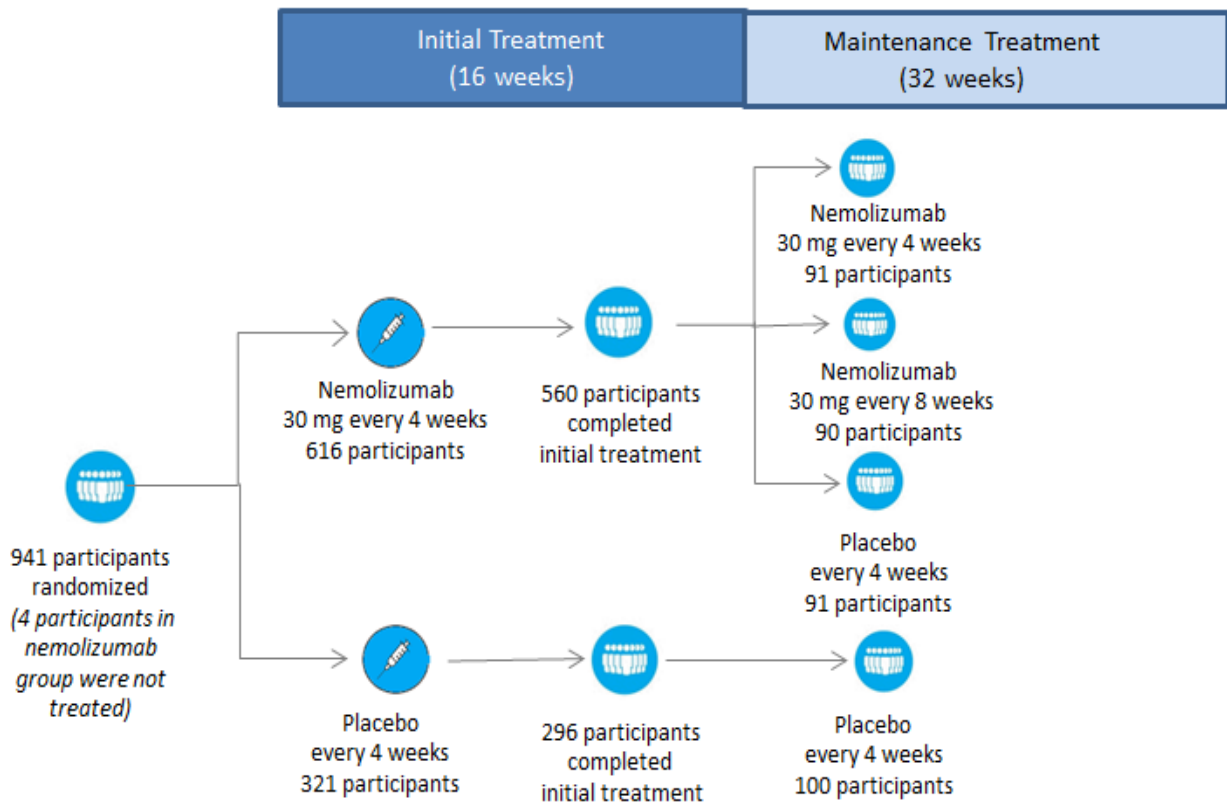 Initial Treatment
(16 weeks)
Maintenance Treatment
(32 weeks)
Nemolizumab
30 mg every 4 weeks
91 participants
Nemolizumab
30 mg every 4 weeks
616 participants
560 participants
completed
initial treatment
Nemolizumab
30 mg every 8 weeks
90 participants
941 participants
randomized
(4 participants in
nemolizumab
group were not
treated)
Placebo
every 4 weeks
91 participants
Placebo
every 4 weeks
321 participants
296 participants
completed
initial treatment
Placebo
every 4 weeks
100 participants